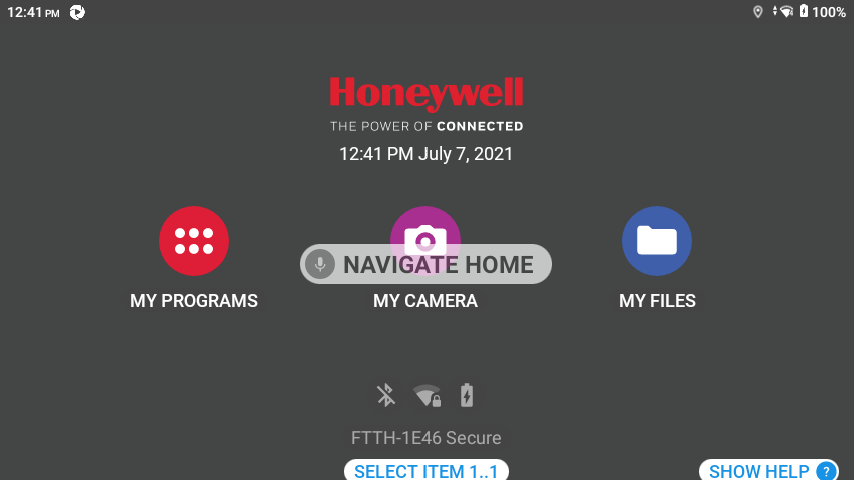 12:41 PM 100%
Honeywell
THE POWER OF CONNECTED
12:41 PM July 7, 2021
NAVIGATE HOME
MY PROGRAMS MY CAMERA MY FILES
FTTH-1E46 Secure
SELECT ITEM 1..1 SHOW HELP ?